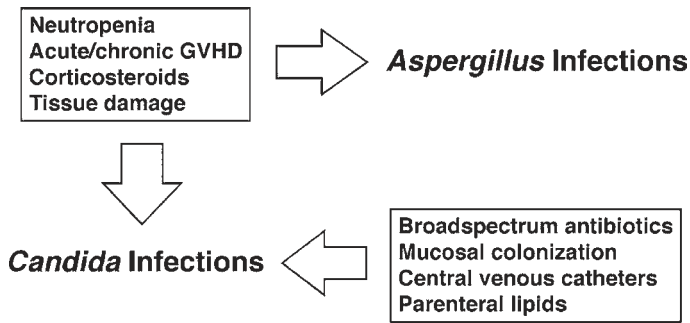 Neutropenia
Acute/chronic GVHD
Corticosteroids
Tissue damage
Aspergillus Infections
Candida Infections
Broadspectrum antibiotics
Mucosal colonization
Central venous catheters
Parenteral lipids